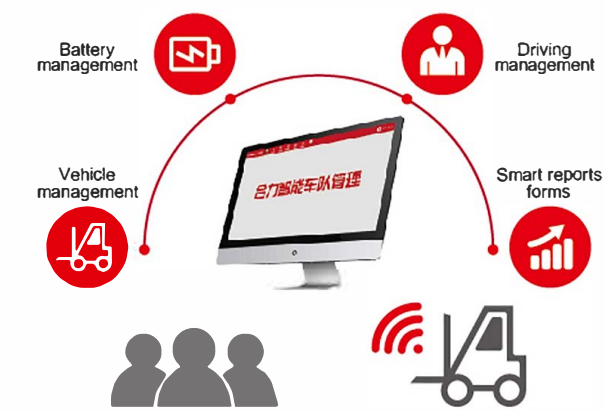 Battery
management
Driving
management
合力智能车队管理
Vehicle
management
Smart reports
forms